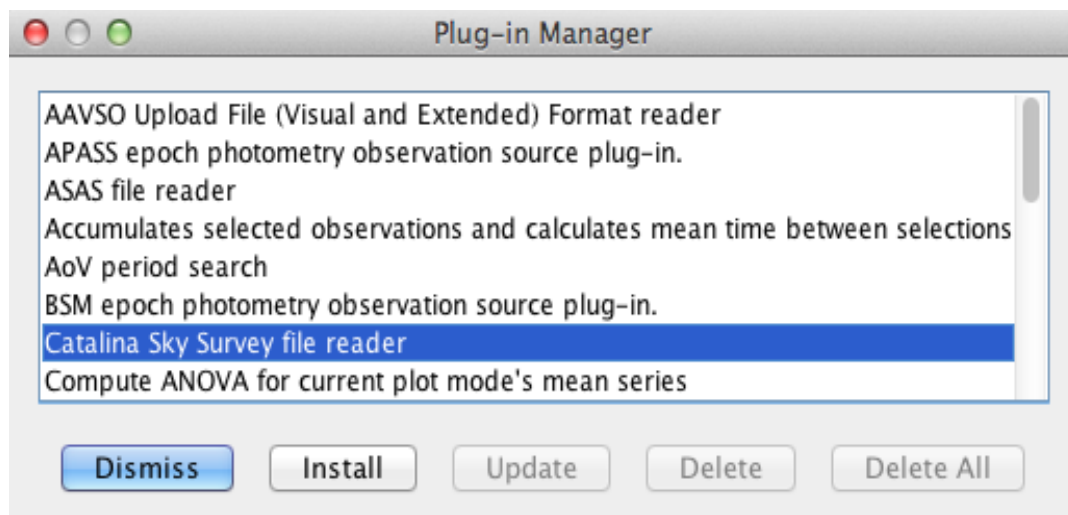 Plug-in Manager
AAVSO Upload File (Visual and Extended) Format reader
APASS epoch photometry observation source plug-in.
ASAS file reader
Accumulates selected observations and calculates mean time between selections
AoV period search
BSM epoch photometry observation source plug-in.
Catalina Sky Survey file reader
Compute ANOVA for current plot mode's mean series
Dismiss Install Update Delete Delete All